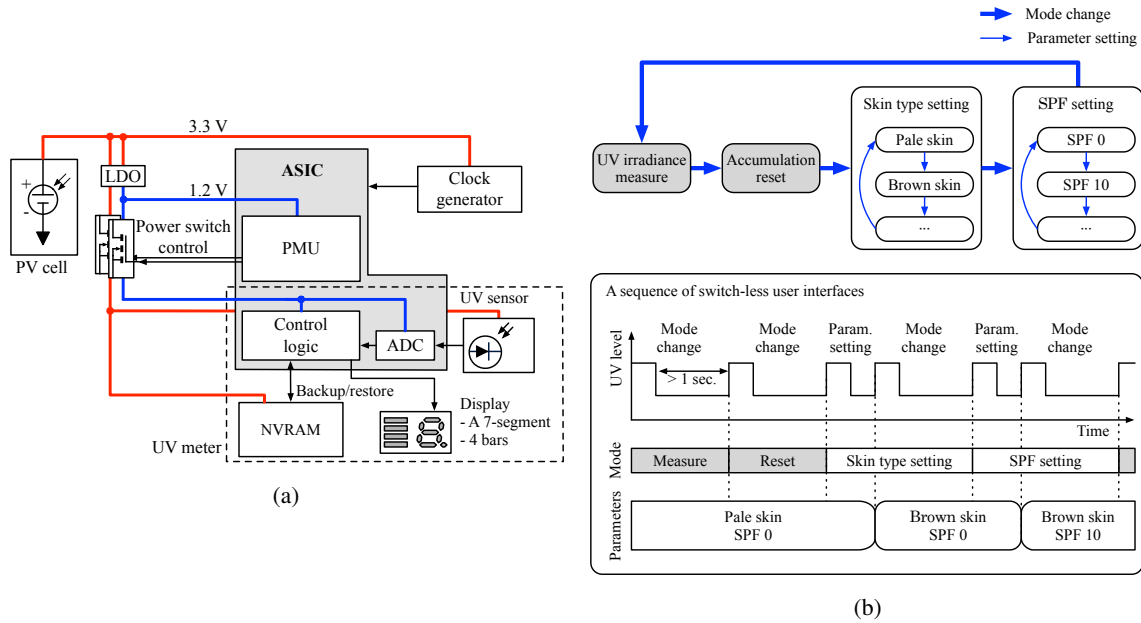 3.3 V
LDO
1.2 V
+
-
PV cell
Power switch
control
ASIC
PMU
Clock
generator
UV sensor
Control
logic
ADC
Backup/restore
NVRAM
UV meter
Display
- A 7-segment
- 4 bars
8.
(a)
Mode change
Parameter setting
UV irradiance
measure
Accumulation
reset
Skin type setting
Pale skin
Brown skin
...
SPF setting
SPF 0
SPF 10
...
A sequence of switch-less user interfaces
UV level
Mode
change
Mode
change
Param.
setting
Mode
change
Param.
setting
Mode
change
> 1 sec.
Time
Mode
Measure
Reset
Skin type setting
SPF setting
Parameters
Pale skin
SPF 0
Brown skin
SPF 0
Brown skin
SPF 10
(b)